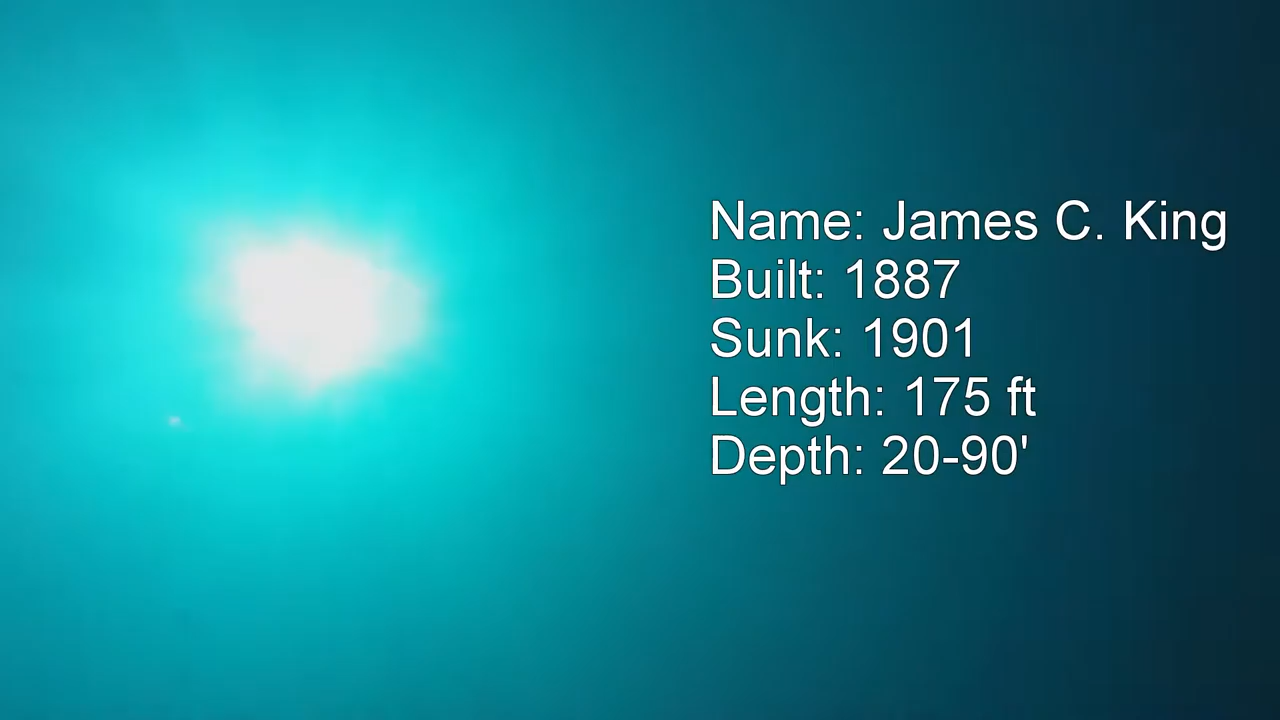 Name: James C. King
Built: 1887
Sunk: 1901
Length: 175 ft
Depth: 20-90'